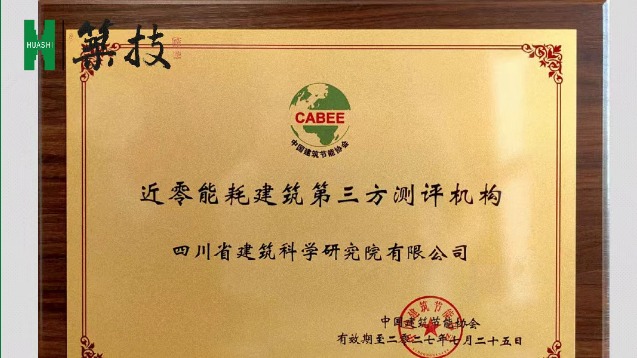 HUASHI
築技
CABEE
中国建筑节能协会
近零能耗建筑第三方测评机构
四川省建筑科学研究院有限公司
中国建筑节能协会
有效期至二〇二七年七月二十五日